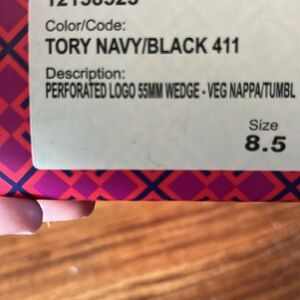 Color/Code:
TORY NAVY/BLACK 411
Description:
PERFORATED LOGO 55MM WEDGE - VEG NAPPA/TUMBL
Size
8.5